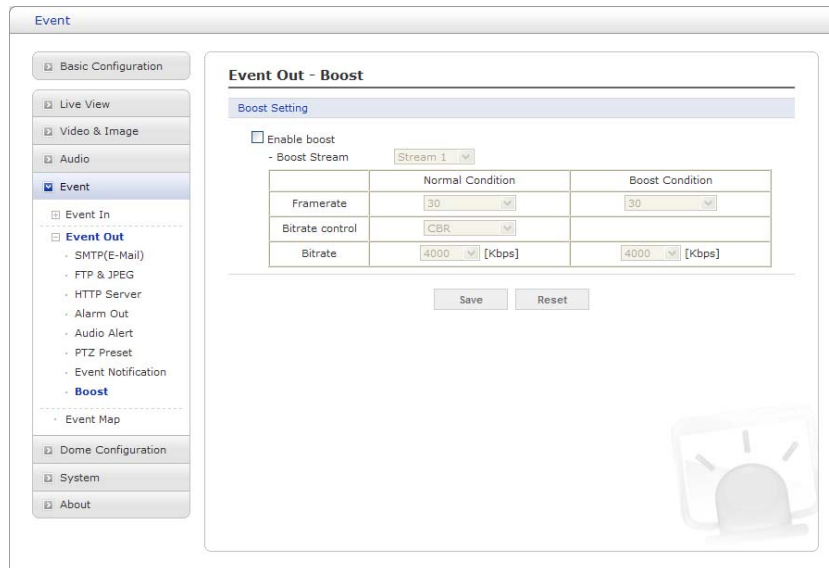 Event
Basic Configuration
Live View
Video & Image
Audio
Event
Event In
Event Out
SMTP(E-Mail)
FTP & JPEG
HTTP Server
Alarm Out
Audio Alert
PTZ Preset
Event Notification
Boost
Event Map
Dome Configuration
System
About
Event Out - Boost
Boost Setting
Enable boost
- Boost Stream Stream 1
Normal Condition Boost Condition
Framerate 30 30
Bitrate control CBR
Bitrate 4000 [Kbps] 4000 [Kbps]
Save Reset